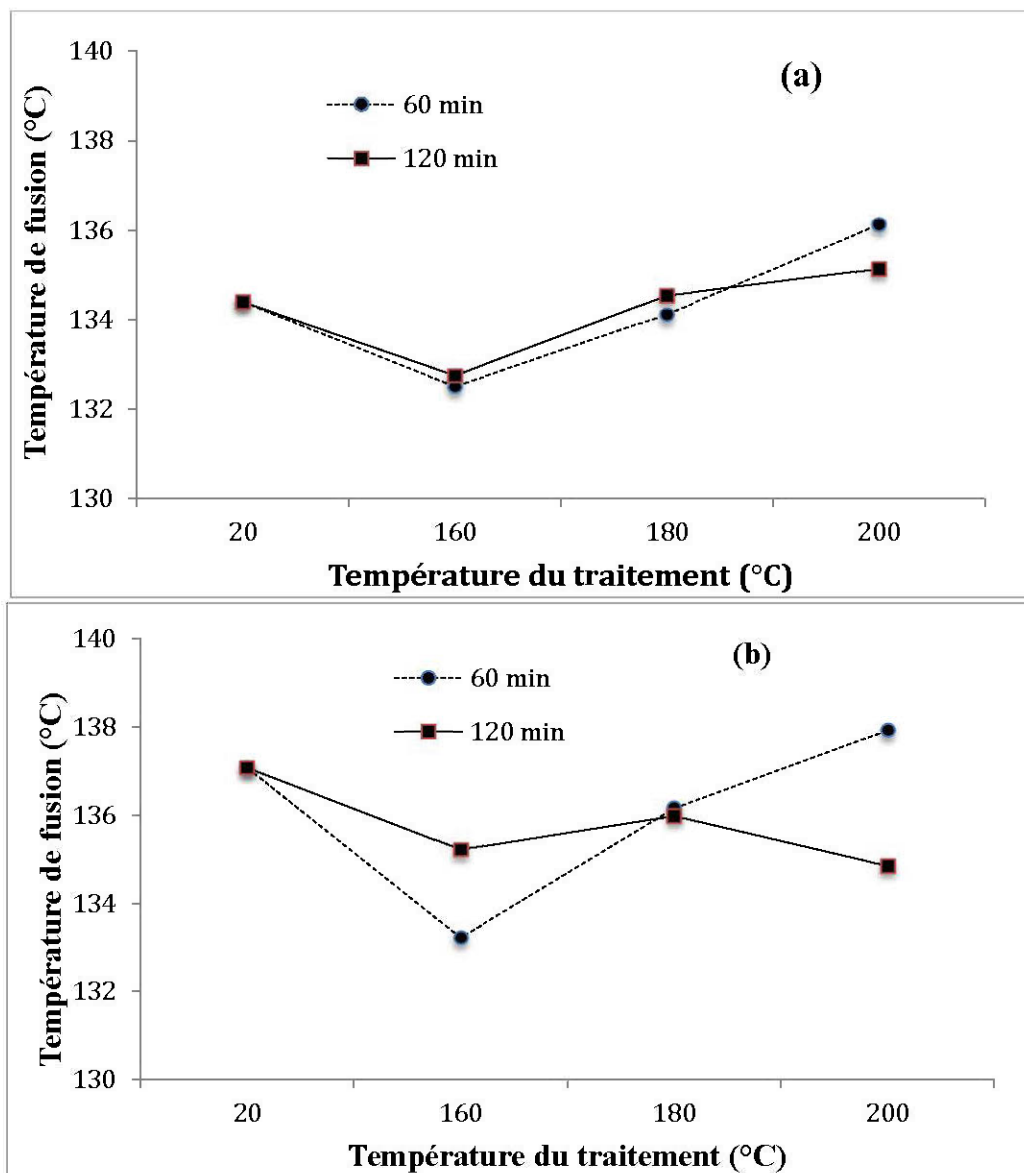 (a)
60 min
120 min
Température de fusion (°C)
140
138
136
134
132
130
20 160 180 200
Température du traitement (°C)
(b)
60 min
120 min
Température de fusion (°C)
140
138
136
134
132
130
20 160 180 200
Température du traitement (°C)